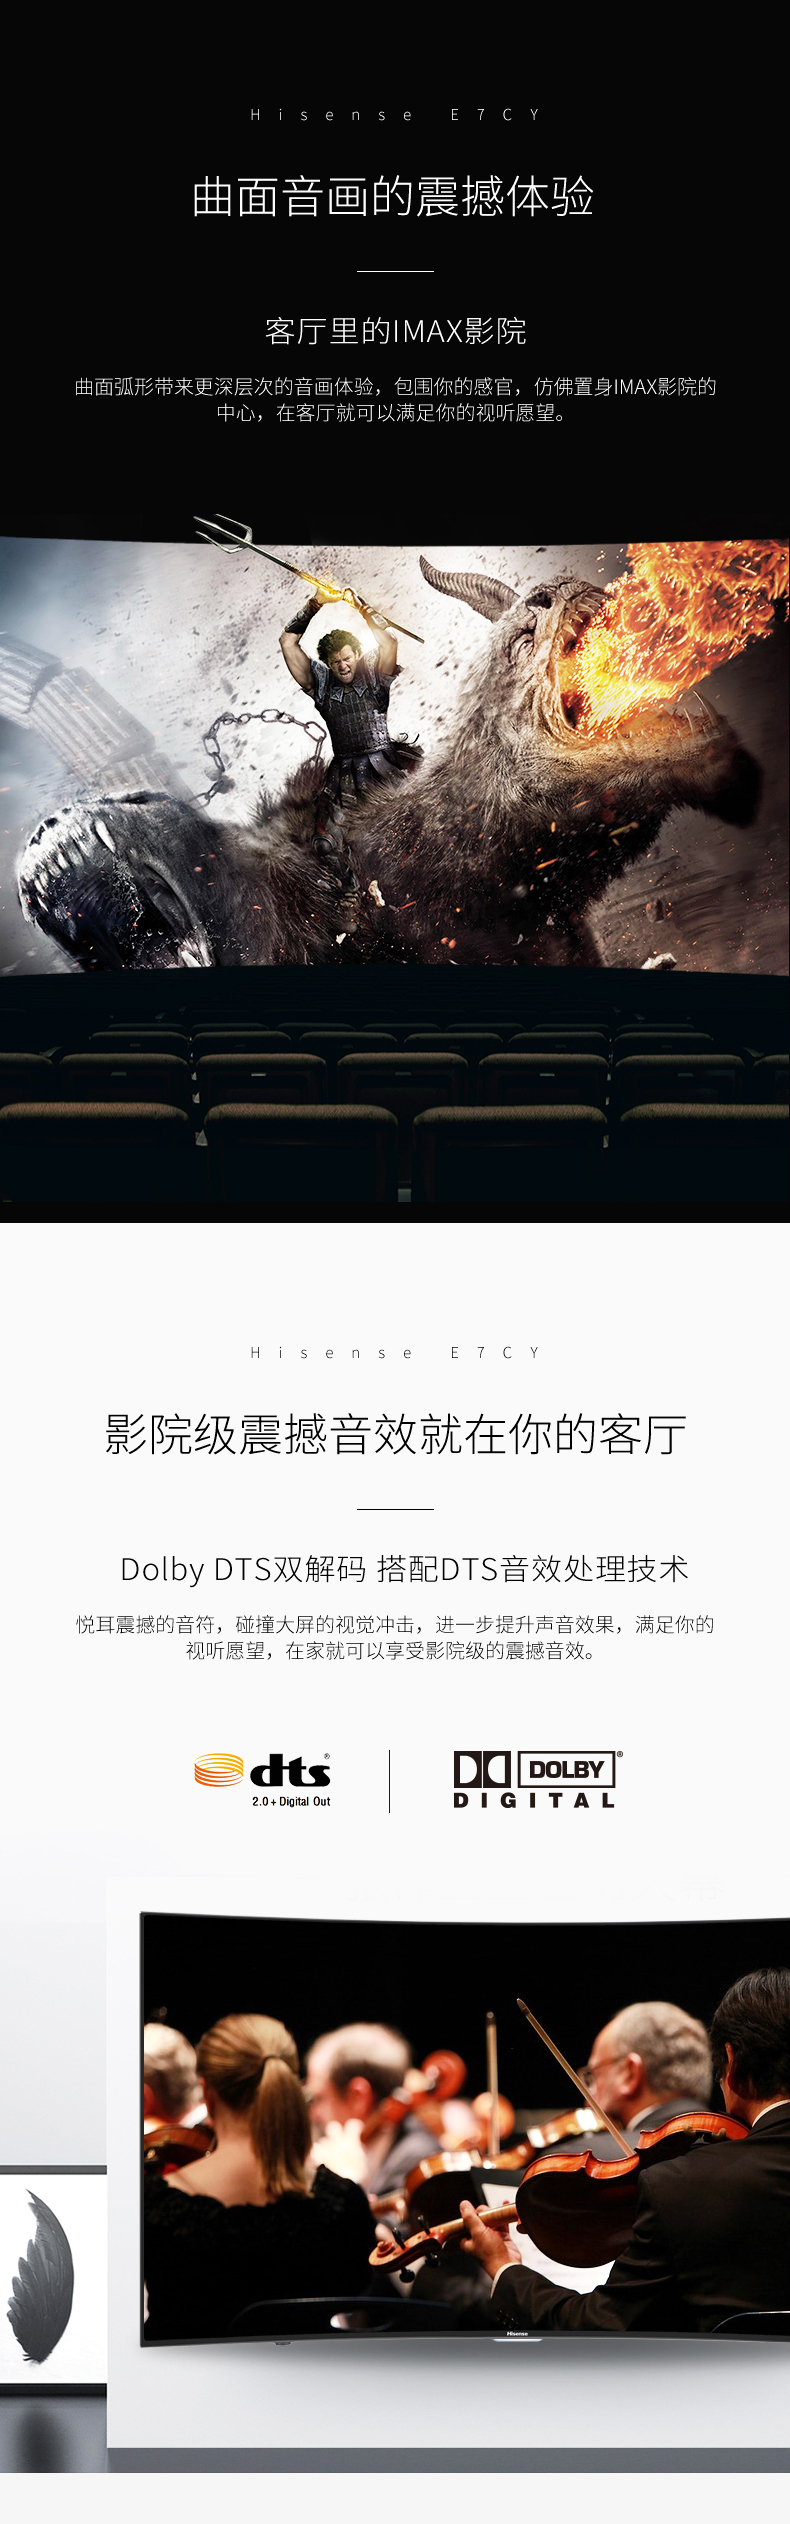 Hisense E7CY
曲面音画的震撼体验
客厅里的IMAX影院
曲面弧形带来更深层次的音画体验，包围你的感官，仿佛置身IMAX影院的
中心，在客厅就可以满足你的视听愿望。
Hisense E7CY
影院级震撼音效就在你的客厅
Dolby DTS双解码 搭配DTS音效处理技术
悦耳震撼的音符，碰撞大屏的视觉冲击，进一步提升声音效果，满足你的
视听愿望，在家就可以享受影院级的震撼音效。
dts®
2.0 + Digital Out
DOLBY®
DIGITAL
Hisense